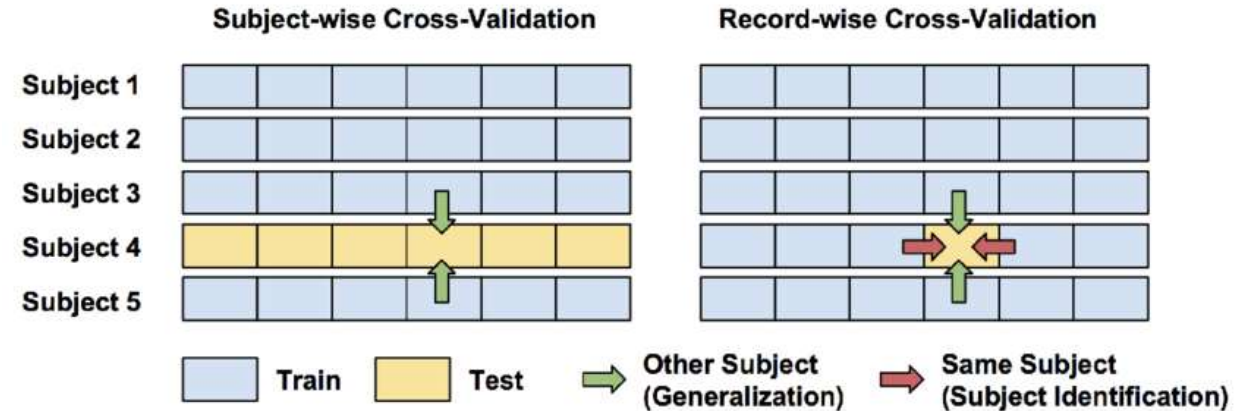 Subject-wise Cross-Validation
Record-wise Cross-Validation
Subject 1
Subject 2
Subject 3
Subject 4
Subject 5
Train
Test
Other Subject
(Generalization)
Same Subject
(Subject Identification)